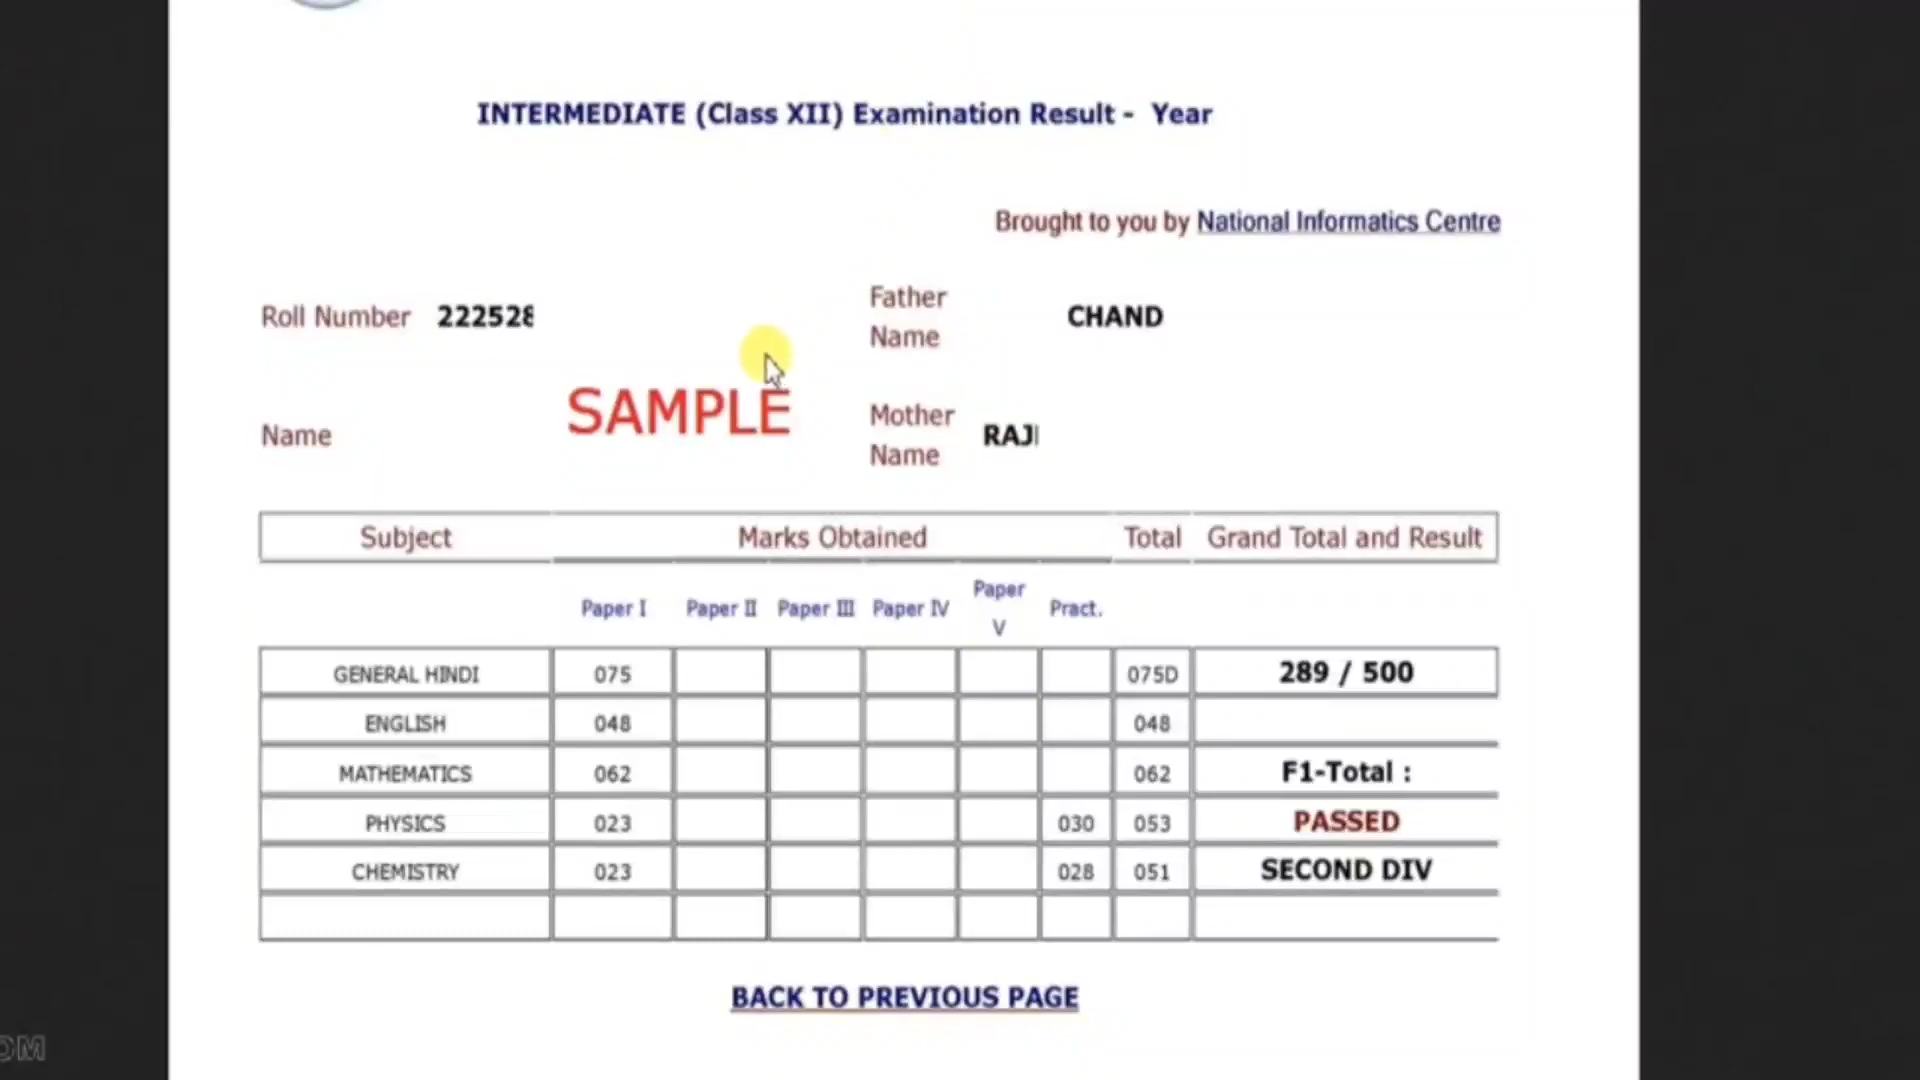 INTERMEDIATE (Class XII) Examination Result - Year
Brought to you by National Informatics Centre
Roll Number 222528 Father Name CHAND
SAMPLE
Name Mother Name RAJ
Subject Marks Obtained Total Grand Total and Result
Paper I Paper II Paper III Paper IV Paper V Pract.
GENERAL HINDI 075 075D 289 / 500
ENGLISH 048 048
MATHEMATICS 062 062 F1-Total :
PHYSICS 023 030 053 PASSED
CHEMISTRY 023 028 051 SECOND DIV
BACK TO PREVIOUS PAGE
OM